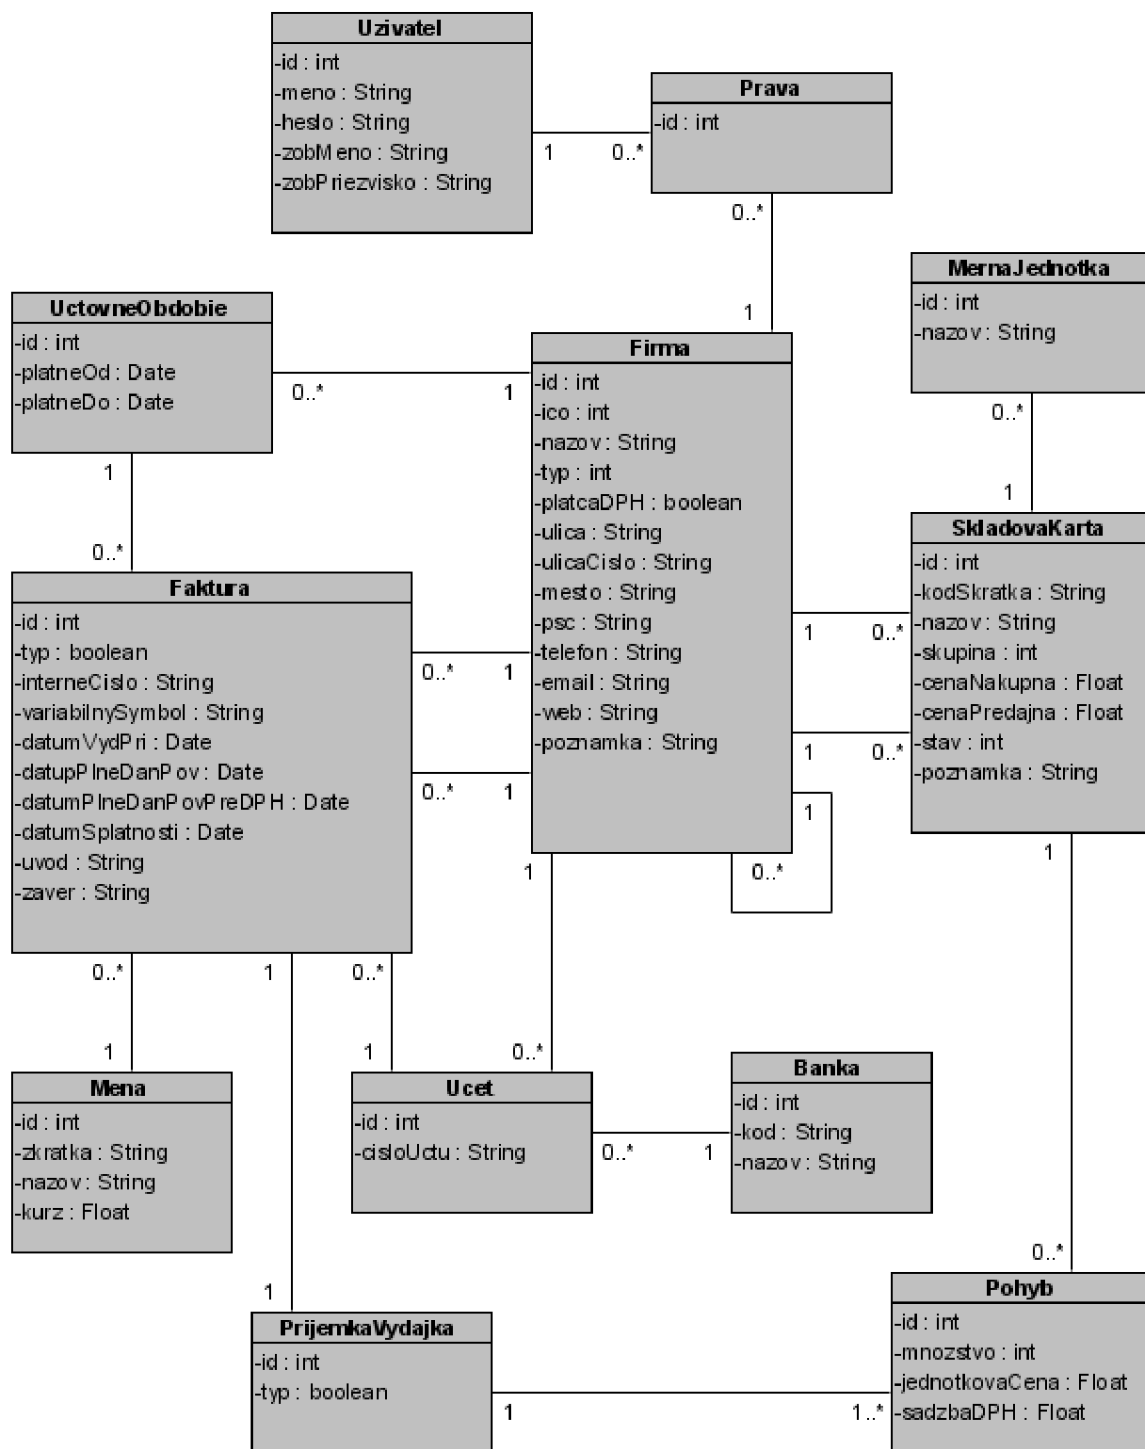 Uzivatel
-id : int
-meno : String
-heslo : String
-zobMeno : String
-zobPriezvisko : String
Prava
-id : int
1
0..*
0..*
1
MernaJednotka
-id : int
-nazov : String
0..*
1
UctovneObdobie
-id : int
-platneOd : Date
-platneDo : Date
0..*
1
1
0..*
Firma
-id : int
-ico : int
-nazov : String
-typ : int
-platcaDPH : boolean
-ulica : String
-ulicaCislo : String
-mesto : String
-psc : String
-telefon : String
-email : String
-web : String
-poznamka : String
SkladovaKarta
-id : int
-kodSkratka : String
-nazov : String
-skupina : int
-cenaNakupna : Float
-cenaPredajna : Float
-stav : int
-poznamka : String
1
0..*
1
0..*
1
0..*
Faktura
-id : int
-typ : boolean
-interneCislo : String
-variabilnySymbol : String
-datumVydPri : Date
-datupPlneDanPov : Date
-datumPlneDanPovPreDPH : Date
-datumSplatnosti : Date
-uvod : String
-zaver : String
0..*
1
0..*
1
1
0..*
1
0..*
0..*
1
1
1
0..*
Mena
-id : int
-zkratka : String
-nazov : String
-kurz : Float
Ucet
-id : int
-cisloUctu : String
0..*
1
Banka
-id : int
-kod : String
-nazov : String
1
0..*
PrijemkaVydajka
-id : int
-typ : boolean
1
1..*
Pohyb
-id : int
-mnozstvo : int
-jednotkovaCena : Float
-sadzbaDPH : Float